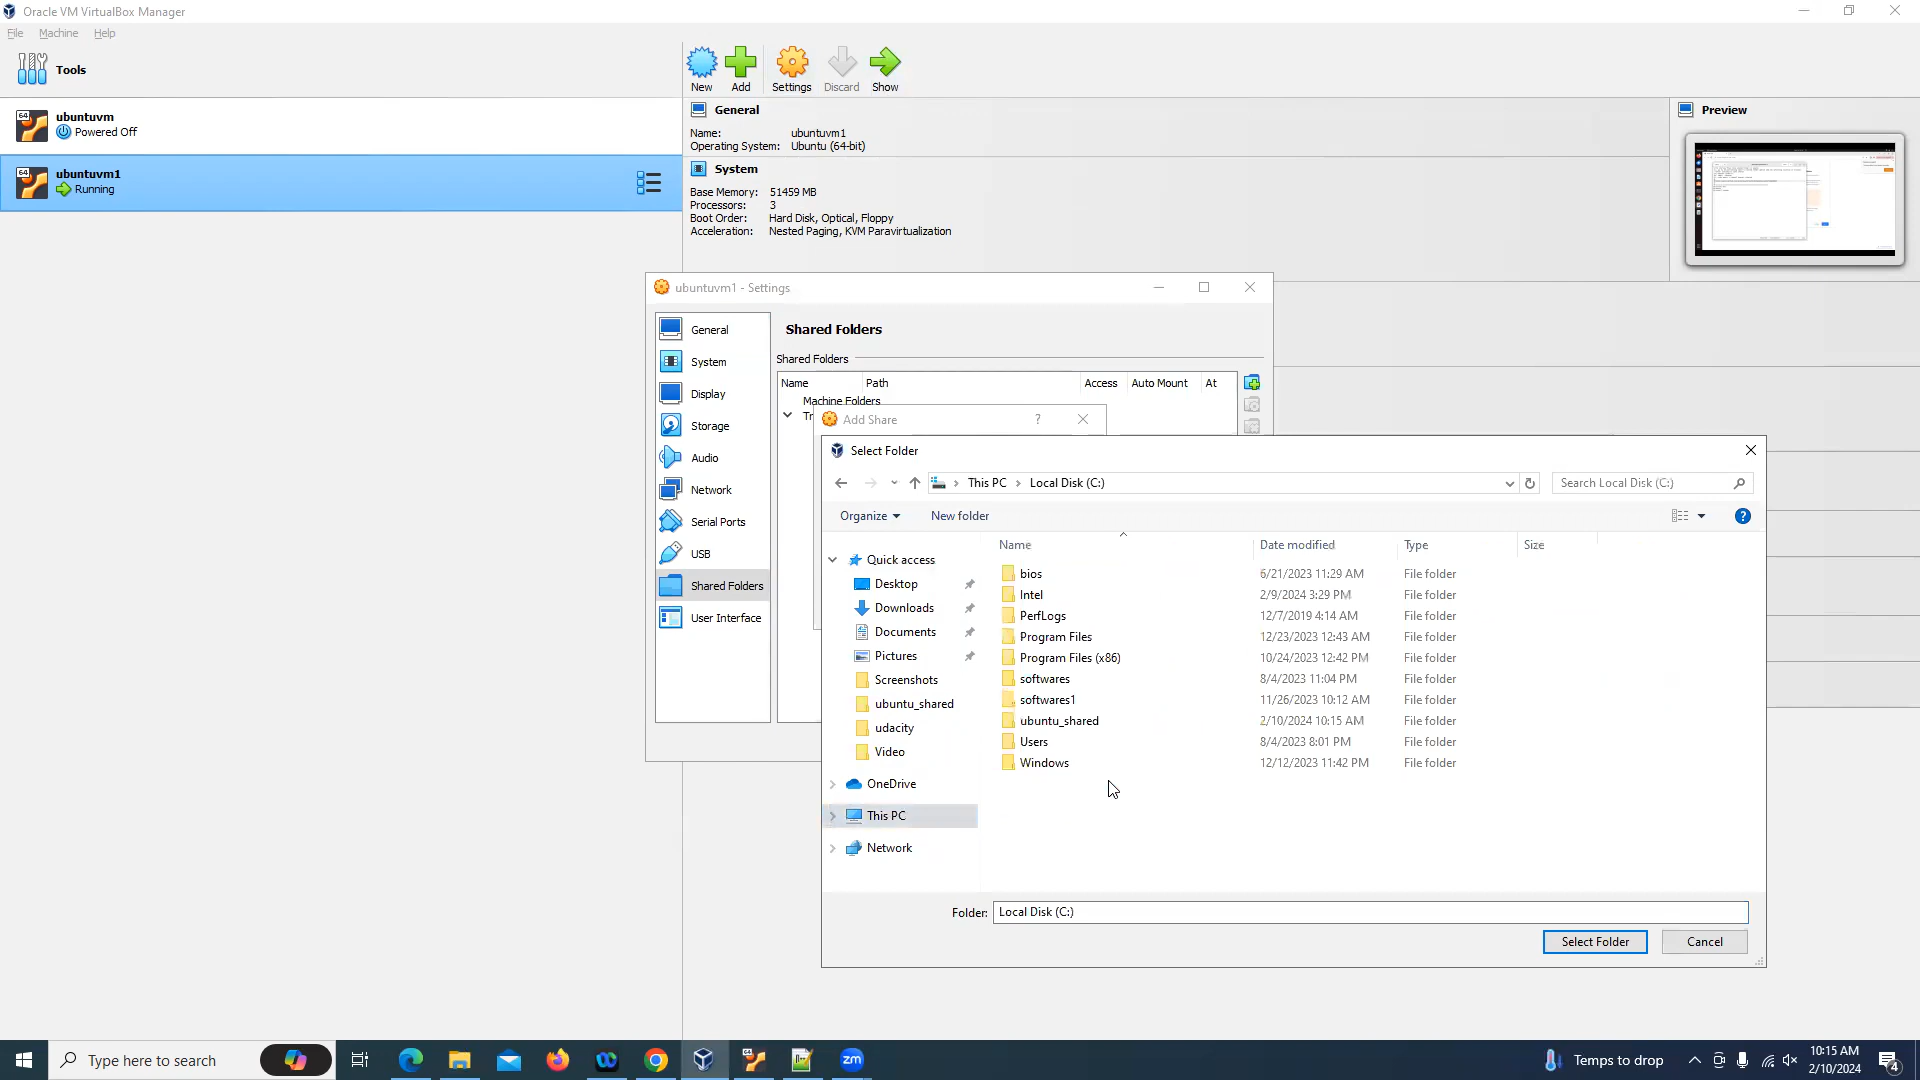 Oracle VM VirtualBox Manager
File Machine Help
Tools
New Add Settings Discard Show
64 ubuntuvm
Powered Off
64 ubuntuvm1
Running
General
Name: ubuntuvm1
Operating System: Ubuntu (64-bit)
System
Base Memory: 51459 MB
Processors: 3
Boot Order: Hard Disk, Optical, Floppy
Acceleration: Nested Paging, KVM Paravirtualization
Preview
ubuntuvm1 - Settings
General
System
Display
Storage
Audio
Network
Serial Ports
USB
Shared Folders
User Interface
Shared Folders
Shared Folders
Name Path Access Auto Mount At
Machine Folders
Tr
Add Share ?
Select Folder
This PC > Local Disk (C:)
Search Local Disk (C:)
Organize New folder
Quick access
Desktop
Downloads
Documents
Pictures
Screenshots
ubuntu_shared
udacity
Video
OneDrive
This PC
Network
Name Date modified Type Size
bios 6/21/2023 11:29 AM File folder
Intel 2/9/2024 3:29 PM File folder
PerfLogs 12/7/2019 4:14 AM File folder
Program Files 12/23/2023 12:43 AM File folder
Program Files (x86) 10/24/2023 12:42 PM File folder
softwares 8/4/2023 11:04 PM File folder
softwares1 11/26/2023 10:12 AM File folder
ubuntu_shared 2/10/2024 10:15 AM File folder
Users 8/4/2023 8:01 PM File folder
Windows 12/12/2023 11:42 PM File folder
Folder: Local Disk (C:)
Select Folder Cancel
Type here to search
zm
Temps to drop
10:15 AM
2/10/2024
4